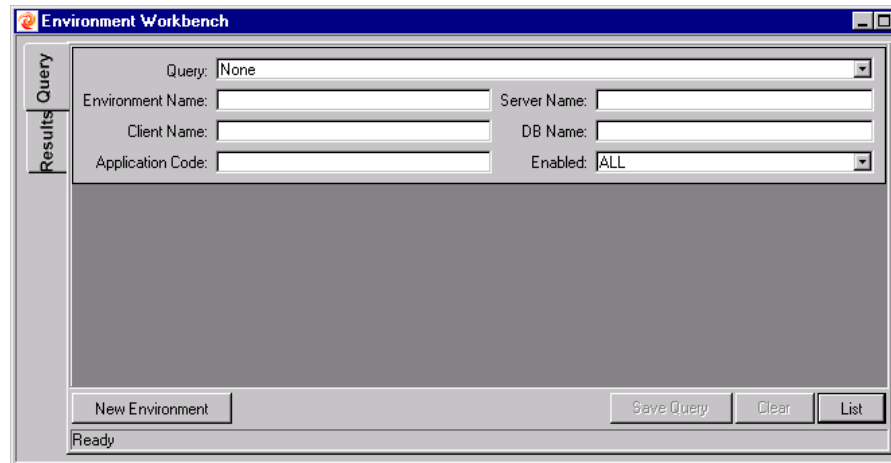 Environment Workbench
Query
Results
Query: None
Environment Name: Server Name:
Client Name: DB Name:
Application Code: Enabled: ALL
New Environment Save Query Clear List
Ready